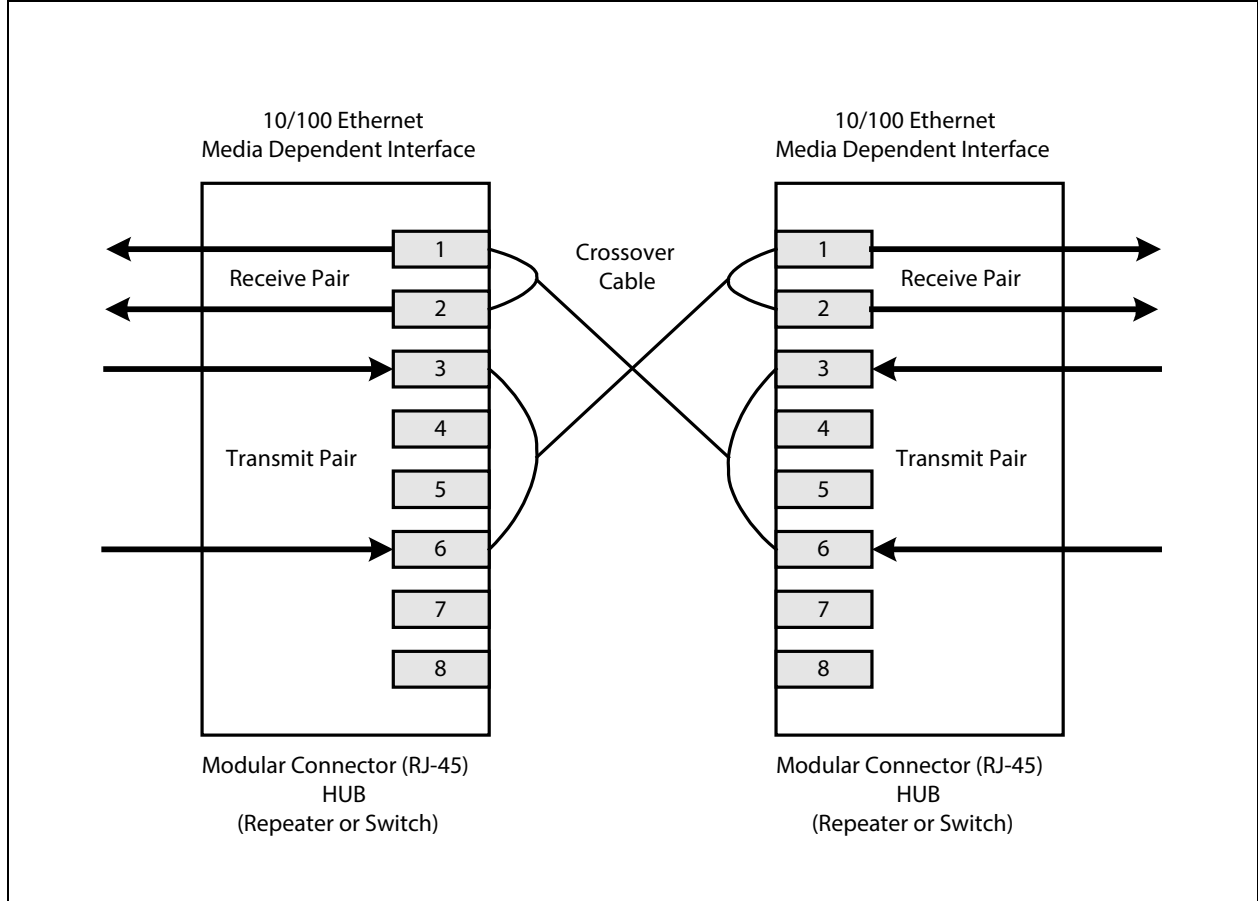 10/100 Ethernet
Media Dependent Interface
10/100 Ethernet
Media Dependent Interface
1
Crossover
Cable
1
Receive Pair
Receive Pair
2
2
3
3
4
4
Transmit Pair
Transmit Pair
5
5
6
6
7
7
8
8
Modular Connector (RJ-45)
HUB
(Repeater or Switch)
Modular Connector (RJ-45)
HUB
(Repeater or Switch)